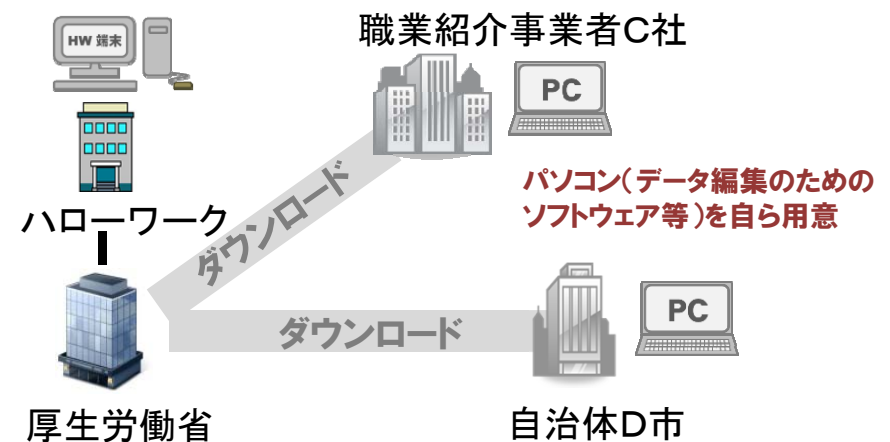 職業紹介事業者C社
HW 端末
PC
パソコン(データ編集のための
ソフトウェア等)を自ら用意
ハローワーク
ダウンロード
ダウンロード
PC
厚生労働省
自治体D市